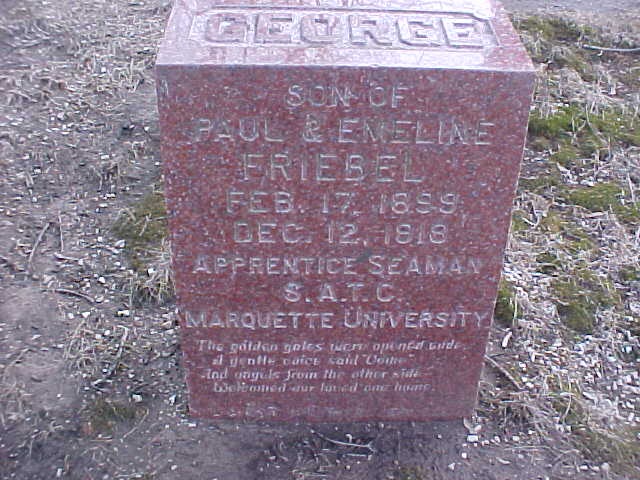 GEORGE
SON OF
PAUL & EMELINE
FRIEBEL
FEB. 17, 1899
DEC. 12, 1918
APPRENTICE SEAMAN
S.A.T.C.
MARQUETTE UNIVERSITY
The golden gates were opened wide
A gentle voice said "Come"
And angels from the other side
Welcomed our loved one home.